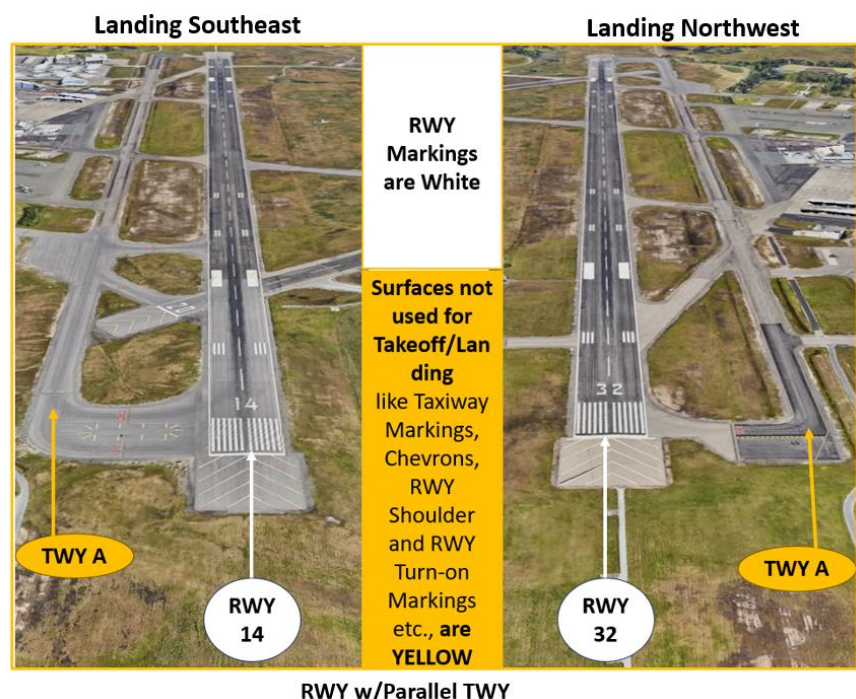 Landing Southeast
Landing Northwest
RWY
Markings
are White
Surfaces not
used for
Takeoff/Lan
ding
like Taxiway
Markings,
Chevrons,
RWY
Shoulder
and RWY
Turn-on
Markings
etc., are
YELLOW
14
32
TWY A
RWY
14
RWY
32
TWY A
RWY w/Parallel TWY